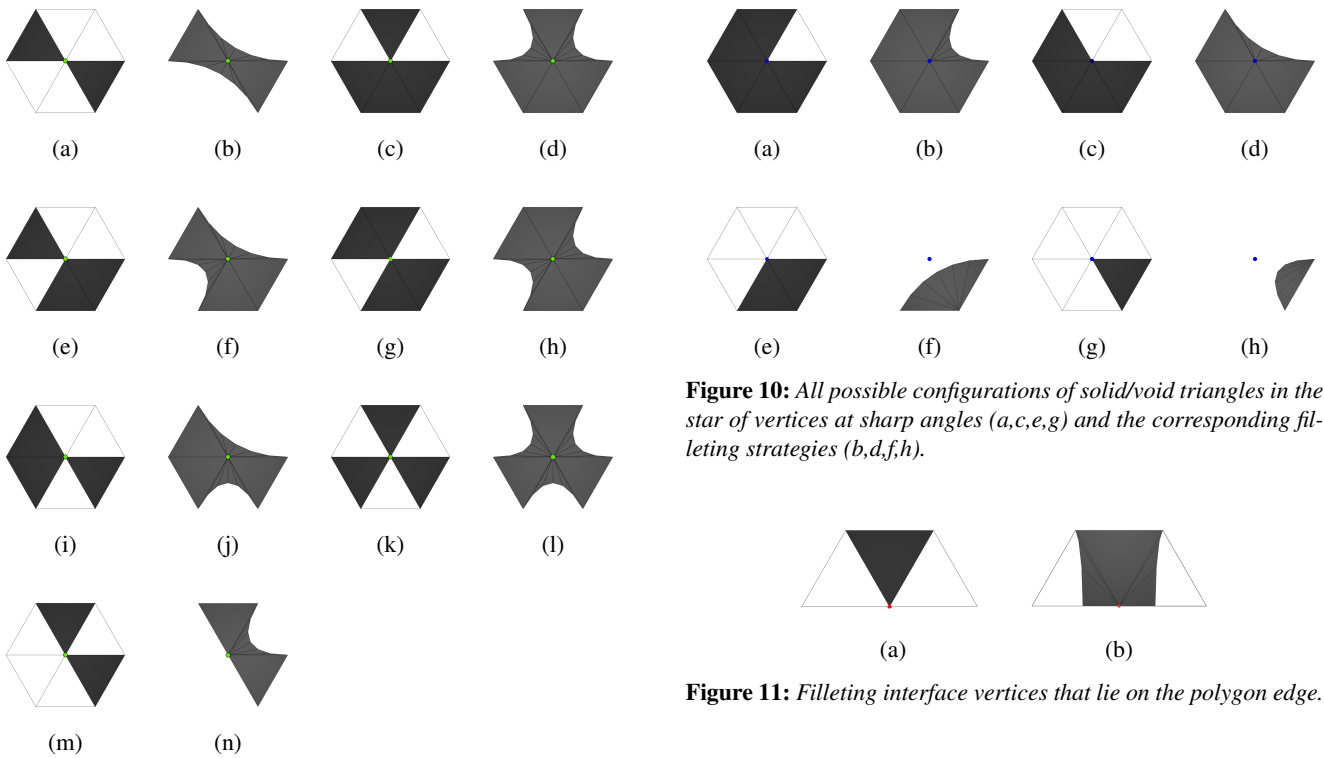 (a) (b) (c) (d)
(e) (f) (g) (h)
(i) (j) (k) (l)
(m) (n)
(a) (b) (c) (d)
(e) (f) (g) (h)
Figure 10: All possible configurations of solid/void triangles in the
star of vertices at sharp angles (a,c,e,g) and the corresponding fil-
leting strategies (b,d,f,h).
(a) (b)
Figure 11: Filleting interface vertices that lie on the polygon edge.